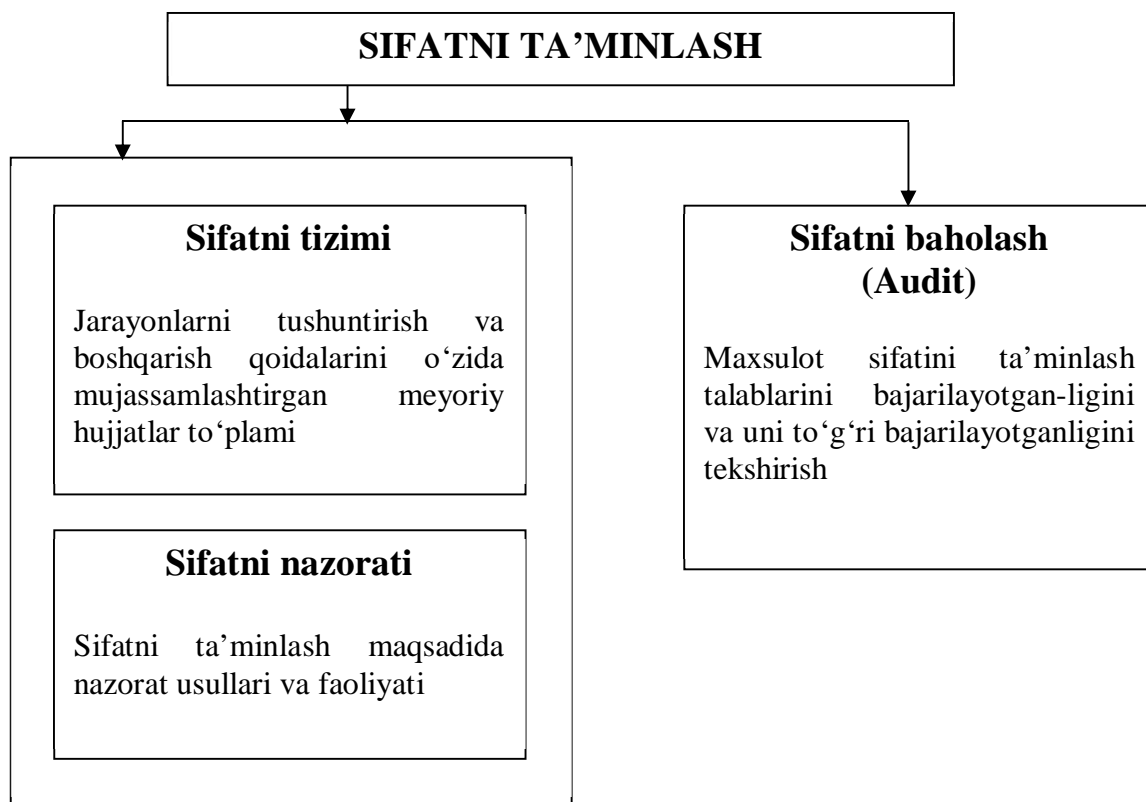 SIFATNI TA’MINLASH
Sifatni tizimi
Jarayonlarni tushuntirish va
boshqarish qoidalarini o‘zida
mujassamlashtirgan meyoriy
hujjatlar to‘plami
Sifatni nazorati
Sifatni ta’minlash maqsadida
nazorat usullari va faoliyati
Sifatni baholash
(Audit)
Maxsulot sifatini ta’minlash
talablarini bajarilayotgan-ligini
va uni to‘g‘ri bajarilayotganligini
tekshirish